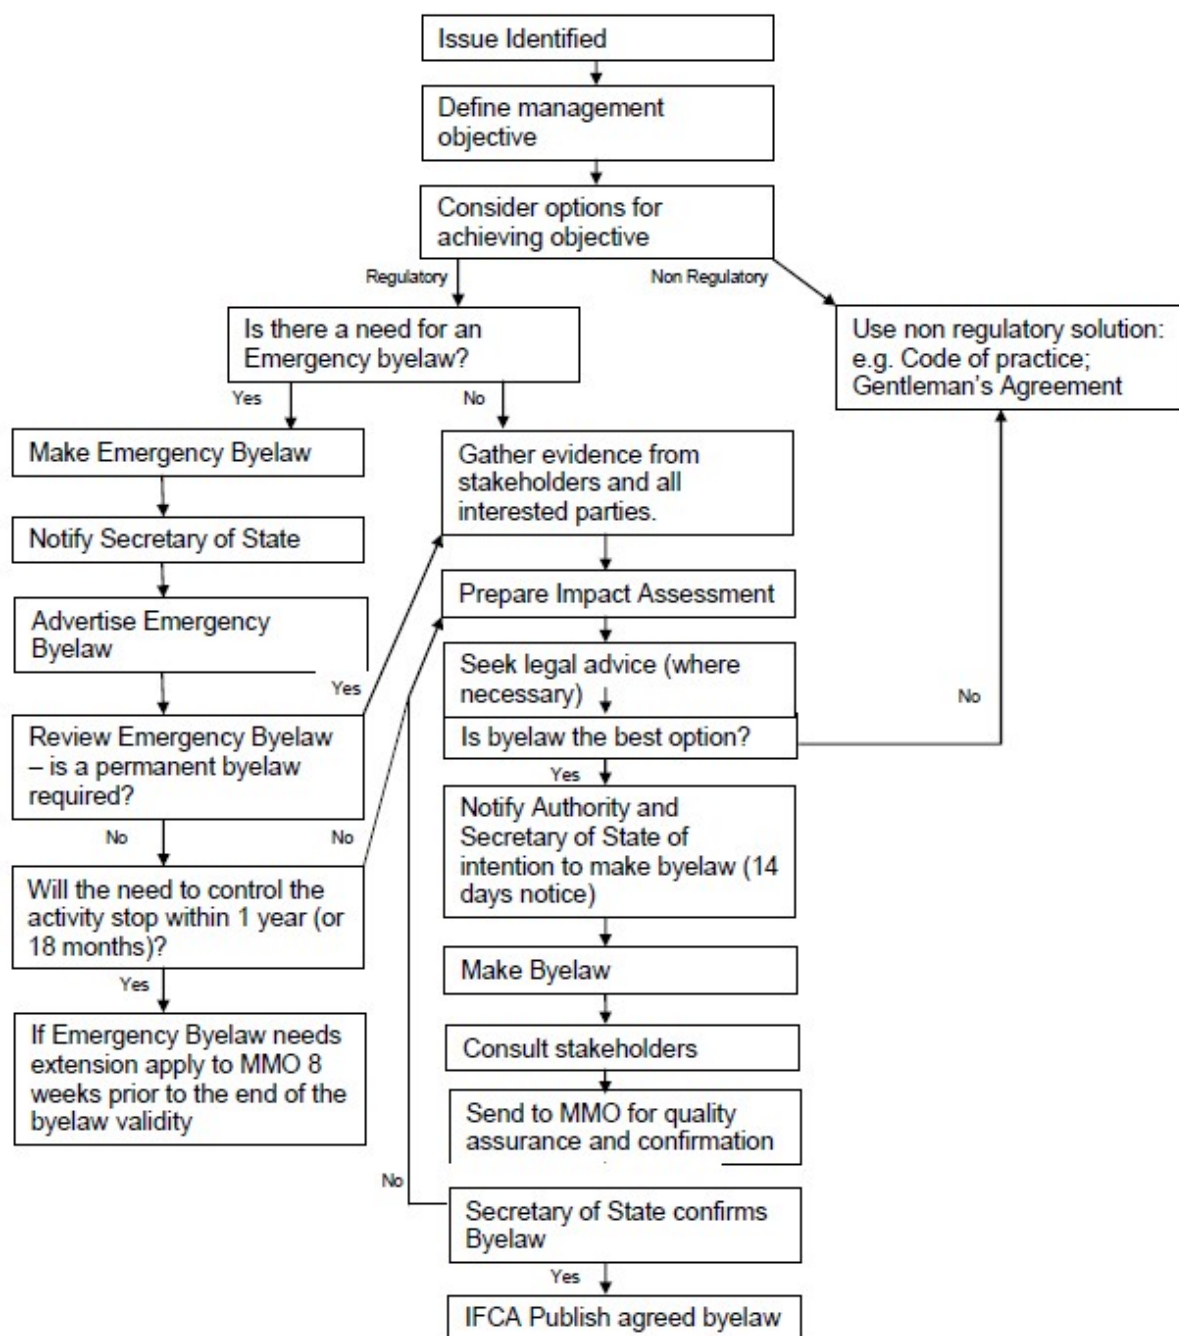 Issue Identified
Define management
objective
Consider options for
achieving objective
Regulatory
Non Regulatory
Is there a need for an
Emergency byelaw?
Use non regulatory solution:
e.g. Code of practice;
Gentleman's Agreement
Yes
No
Make Emergency Byelaw
Notify Secretary of State
Advertise Emergency
Byelaw
Yes
Review Emergency Byelaw
– is a permanent byelaw
required?
No
No
Will the need to control the
activity stop within 1 year (or
18 months)?
Yes
If Emergency Byelaw needs
extension apply to MMO 8
weeks prior to the end of the
byelaw validity
Gather evidence from
stakeholders and all
interested parties.
Prepare Impact Assessment
Seek legal advice (where
necessary)
Is byelaw the best option?
No
Yes
Notify Authority and
Secretary of State of
intention to make byelaw (14
days notice)
Make Byelaw
Consult stakeholders
Send to MMO for quality
assurance and confirmation
No
Secretary of State confirms
Byelaw
Yes
IFCA Publish agreed byelaw